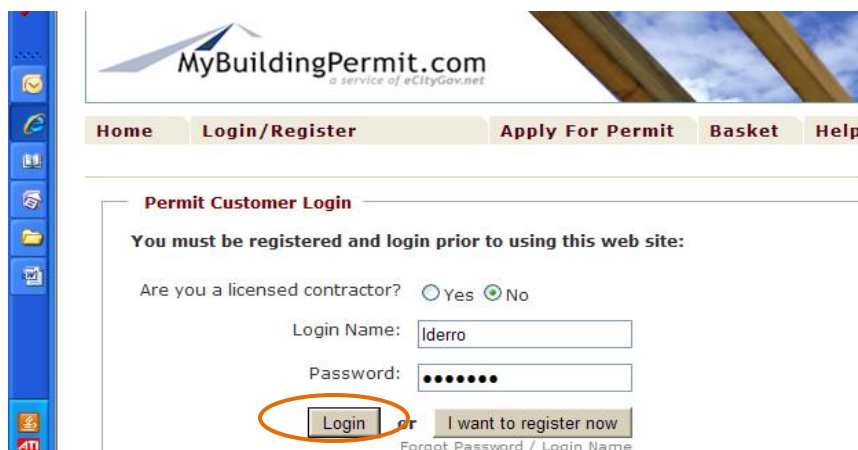 MyBuildingPermit.com
a service of eCityGov.net
Home Login/Register Apply For Permit Basket Help
Permit Customer Login
You must be registered and login prior to using this web site:
Are you a licensed contractor? Yes No
Login Name: lderro
Password: ●●●●●●●
Login or I want to register now
Forgot Password / Login Name
ATI